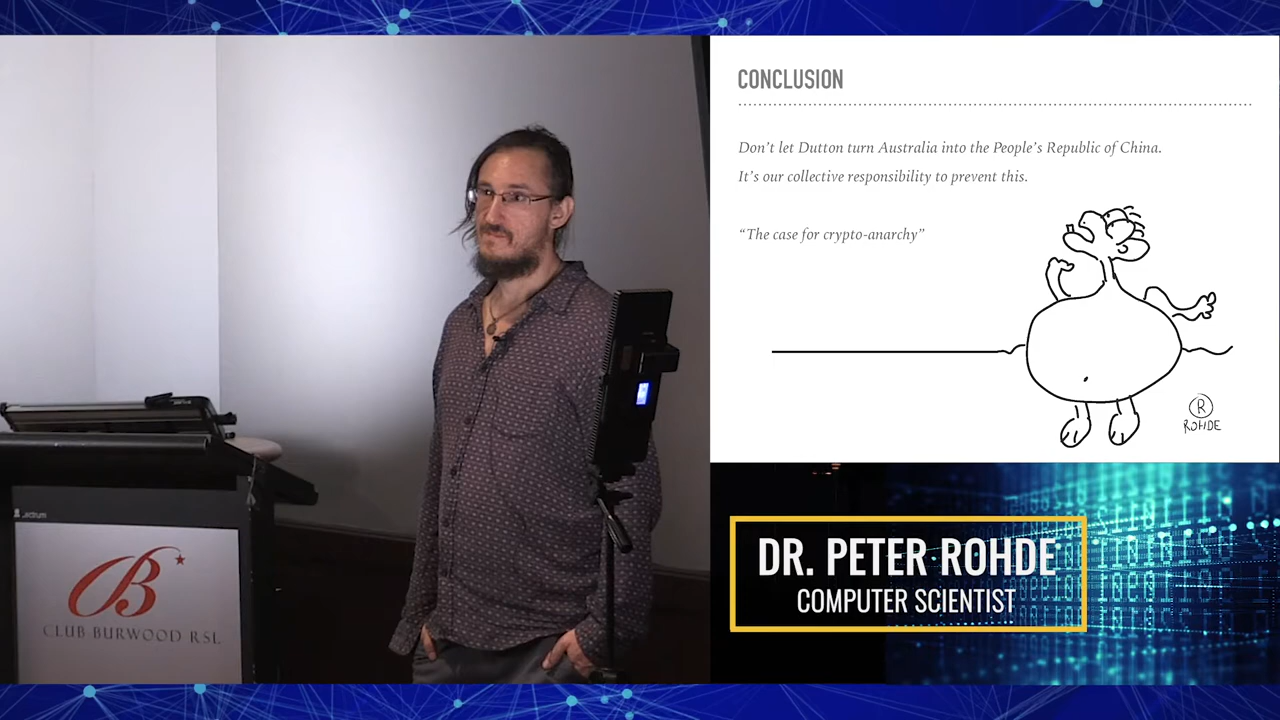 CONCLUSION
Don't let Dutton turn Australia into the People's Republic of China.
It's our collective responsibility to prevent this.
“The case for crypto-anarchy”
R
ROHDE
DR. PETER ROHDE
COMPUTER SCIENTIST
Lectrum
B
CLUB BURWOOD RSL